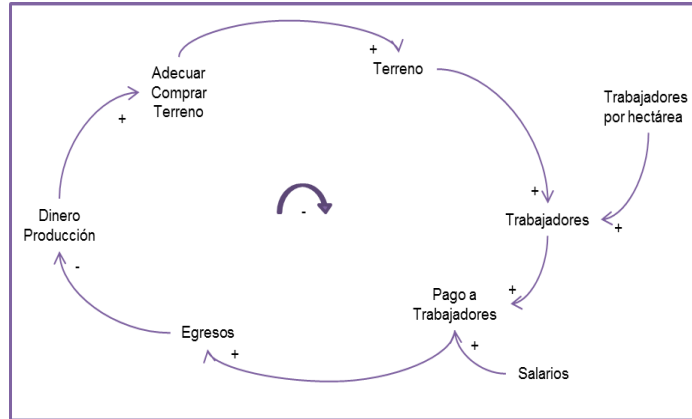 +
Adecuar
Comprar
Terreno
Terreno
Trabajadores
por hectárea
+
+
Trabajadores
+
Dinero
Producción
-
-
+
Pago a
Trabajadores
Egresos
+
+
Salarios